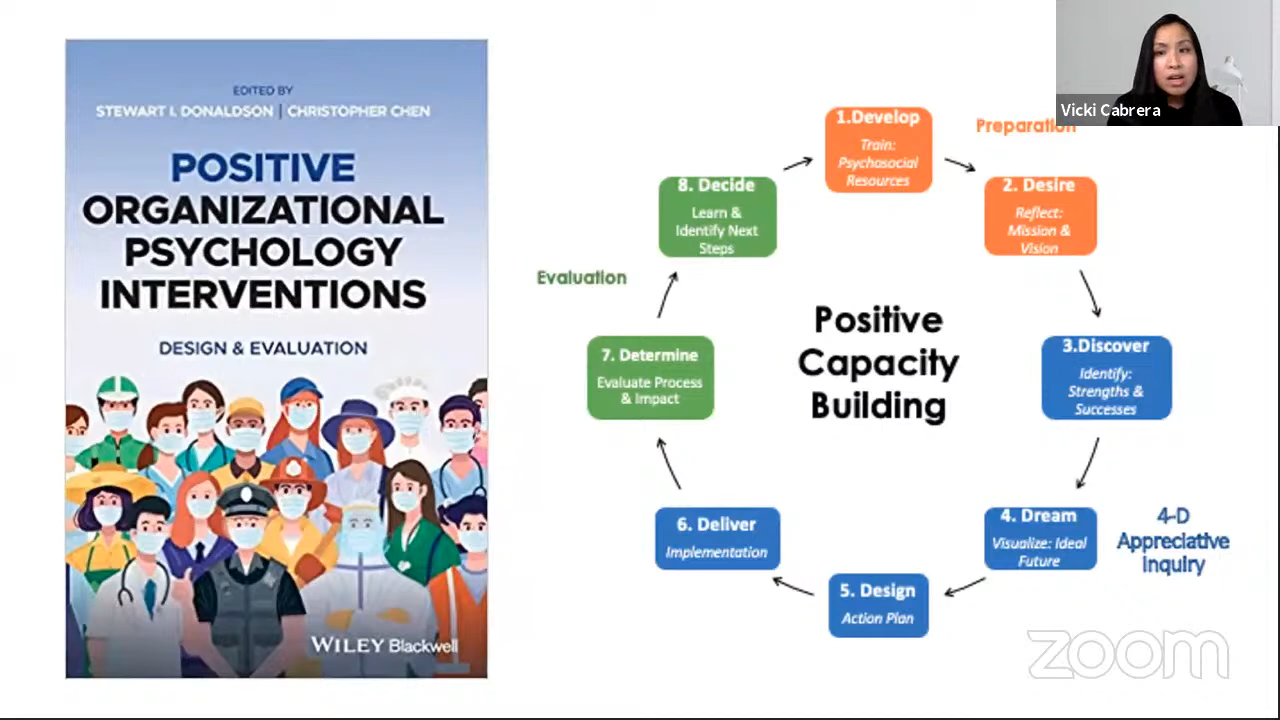 EDITED BY
STEWART I. DONALDSON | CHRISTOPHER CHEN
POSITIVE
ORGANIZATIONAL
PSYCHOLOGY
INTERVENTIONS
DESIGN & EVALUATION
WILEY Blackwell
Vicki Cabrera
Preparation
1.Develop
Train:
Psychosocial
Resources
2. Desire
Reflect:
Mission &
Vision
3.Discover
Identify:
Strengths &
Successes
4. Dream
Visualize: Ideal
Future
4-D
Appreciative
Inquiry
5. Design
Action Plan
6. Deliver
Implementation
7. Determine
Evaluate Process
& Impact
Evaluation
8. Decide
Learn &
Identify Next
Steps
Positive
Capacity
Building
zoom